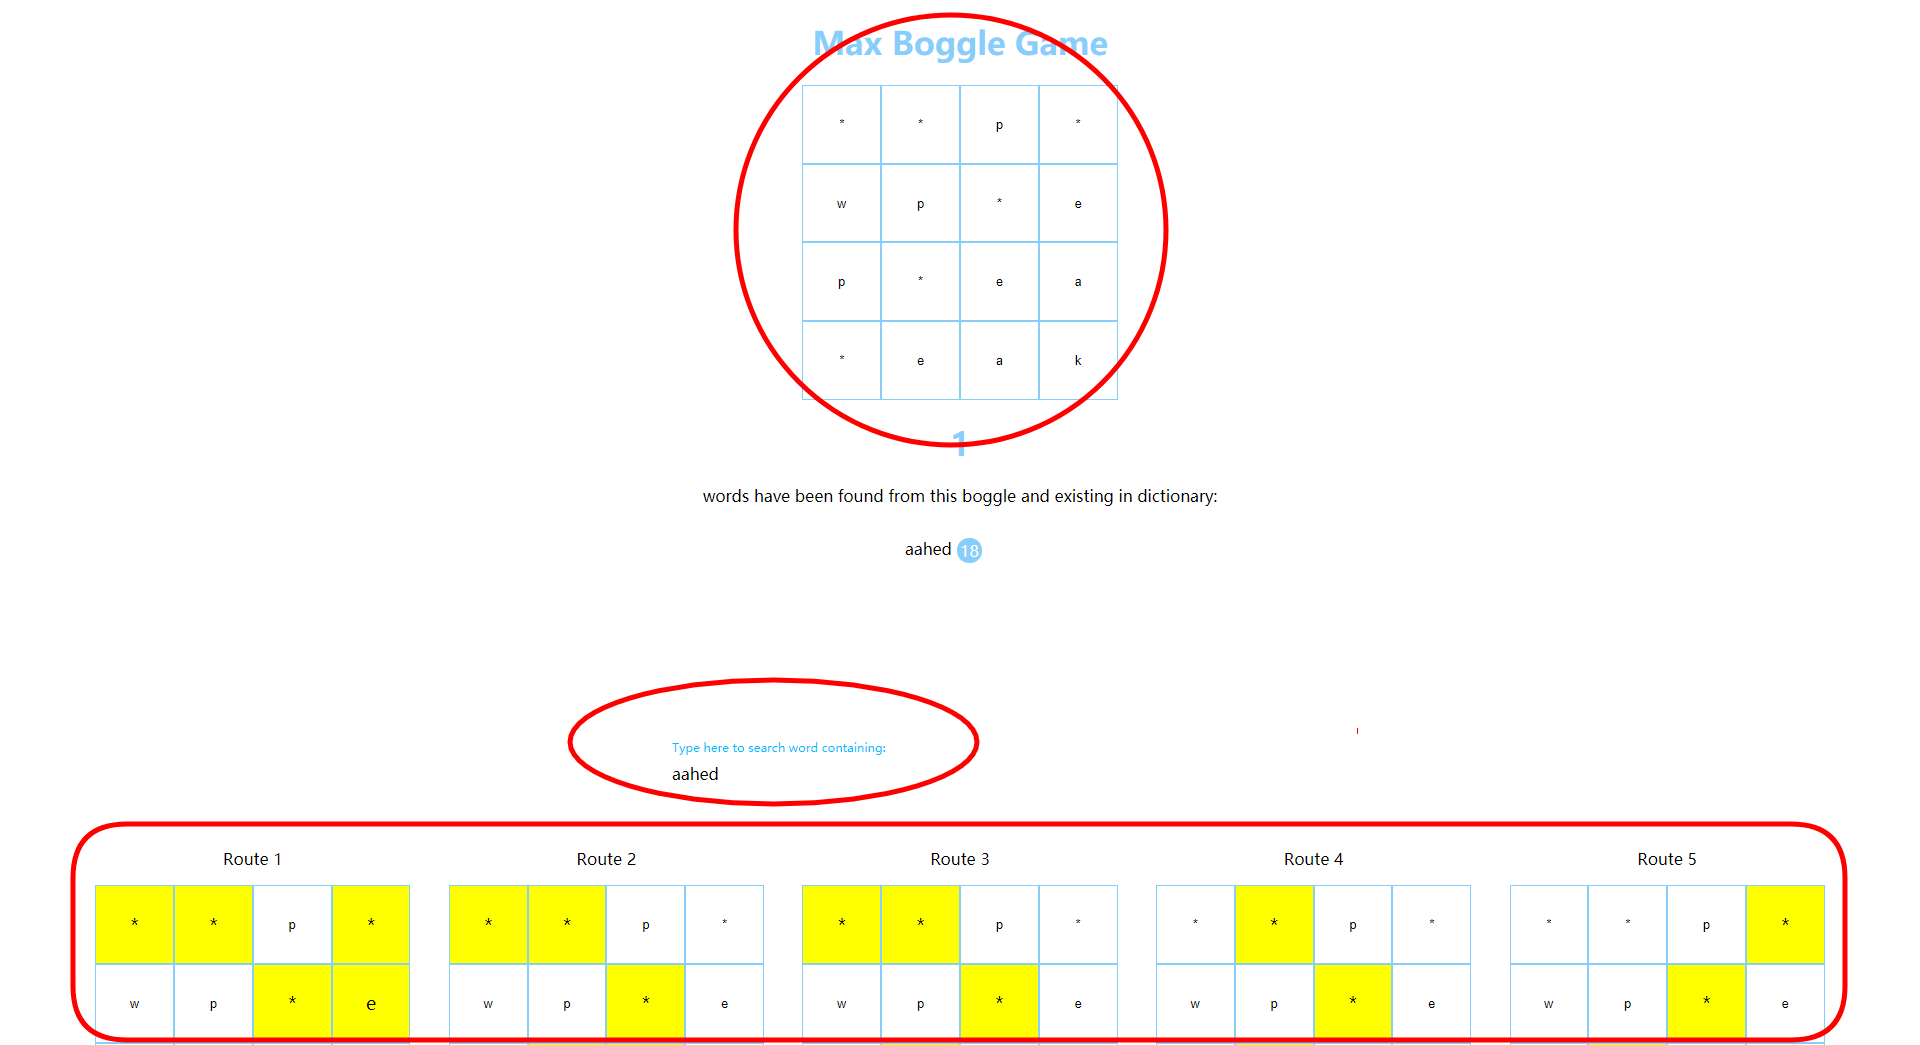 Max Boggle Game
* * p *
w p * e
p * e a
* e a k
1
words have been found from this boggle and existing in dictionary:
aahed 18
Type here to search word containing:
aahed
Route 1 Route 2 Route 3 Route 4 Route 5
* * p * * * p * * * p * * * p * * * p *
w p * e w p * e w p * e w p * e w p * e